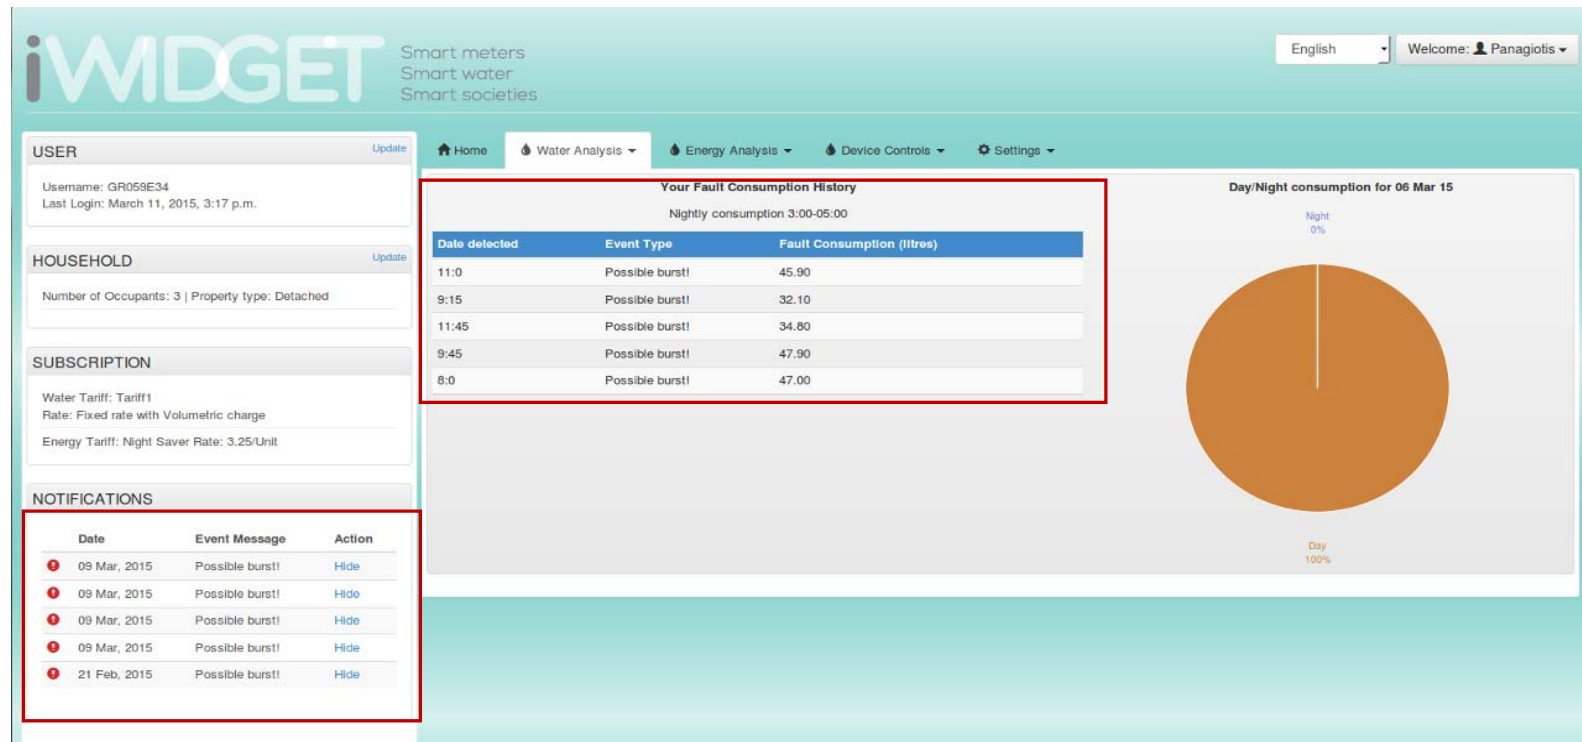 iWIDGET
Smart meters
Smart water
Smart societies
English
Welcome: Panagiotis
USER
Update
Username: GR059E34
Last Login: March 11, 2015, 3:17 p.m.
HOUSEHOLD
Update
Number of Occupants: 3 | Property type: Detached
SUBSCRIPTION
Water Tariff: Tariff1
Rate: Fixed rate with Volumetric charge
Energy Tariff: Night Saver Rate: 3.25/Unit
NOTIFICATIONS
Date Event Message Action
09 Mar, 2015 Possible burst! Hide
09 Mar, 2015 Possible burst! Hide
09 Mar, 2015 Possible burst! Hide
09 Mar, 2015 Possible burst! Hide
21 Feb, 2015 Possible burst! Hide
Home Water Analysis Energy Analysis Device Controls Settings
Your Fault Consumption History
Nightly consumption 3:00-05:00
Date detected Event Type Fault Consumption (litres)
11:0 Possible burst! 45.90
9:15 Possible burst! 32.10
11:45 Possible burst! 34.80
9:45 Possible burst! 47.90
8:0 Possible burst! 47.00
Day/Night consumption for 06 Mar 15
Night
0%
Day
100%